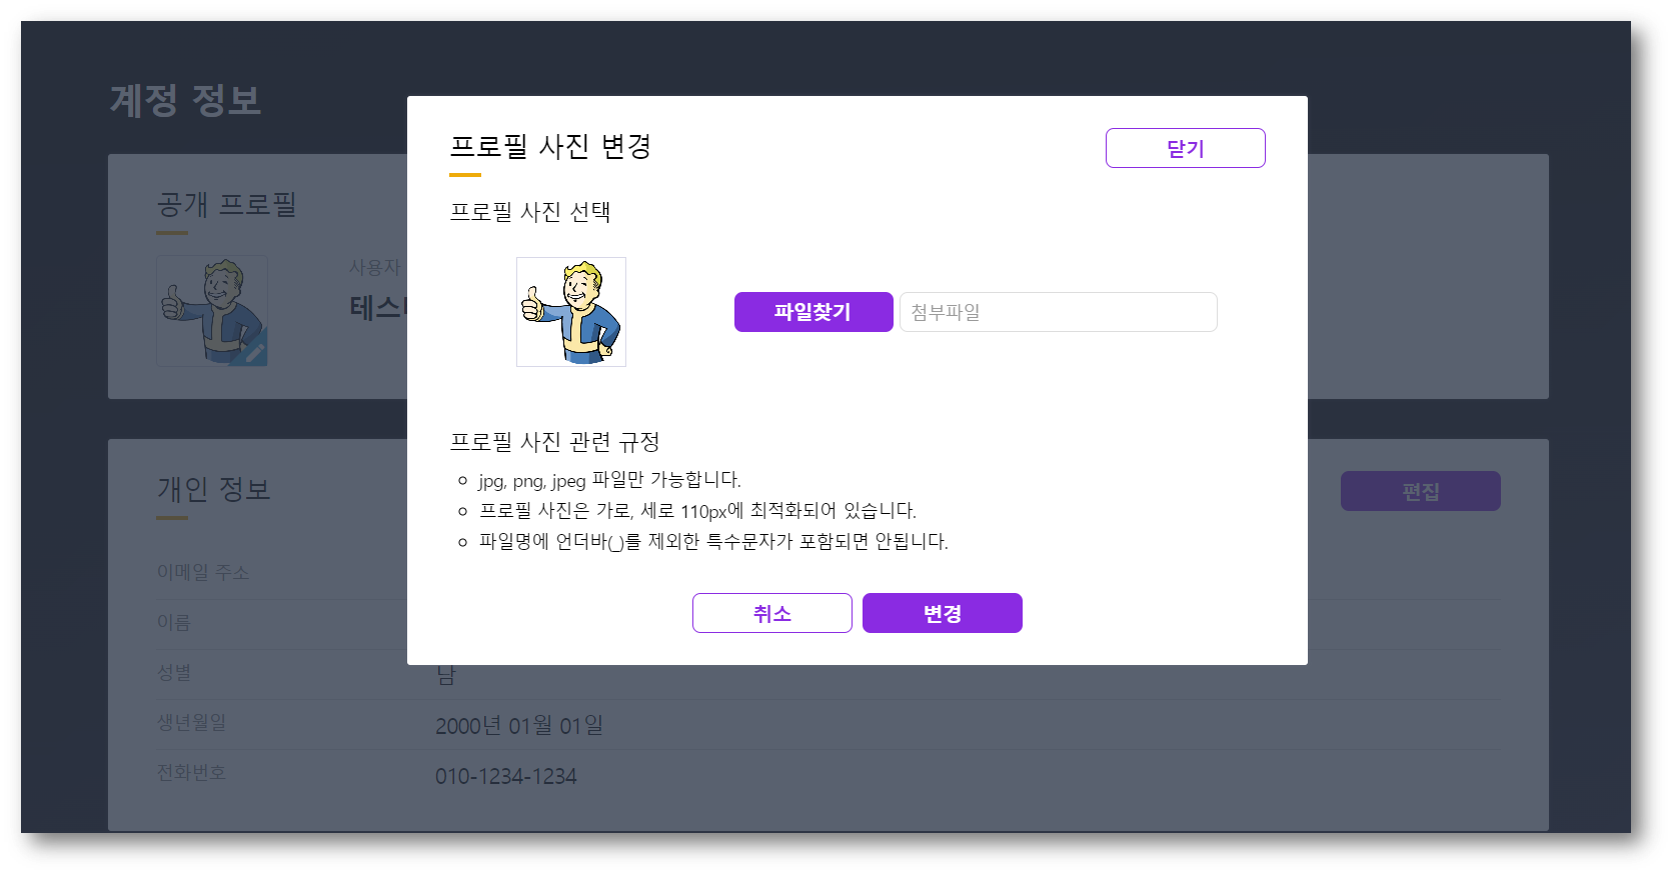 계정 정보
공개 프로필
사용자
프로필 사진 변경
닫기
프로필 사진 선택
파일찾기
첨부파일
프로필 사진 관련 규정
jpg, png, jpeg 파일만 가능합니다.
프로필 사진은 가로, 세로 110px에 최적화되어 있습니다.
파일명에 언더바(_)를 제외한 특수문자가 포함되면 안됩니다.
취소
변경
개인 정보
편집
이메일 주소
이름
성별
남
생년월일
2000년 01월 01일
전화번호
010-1234-1234